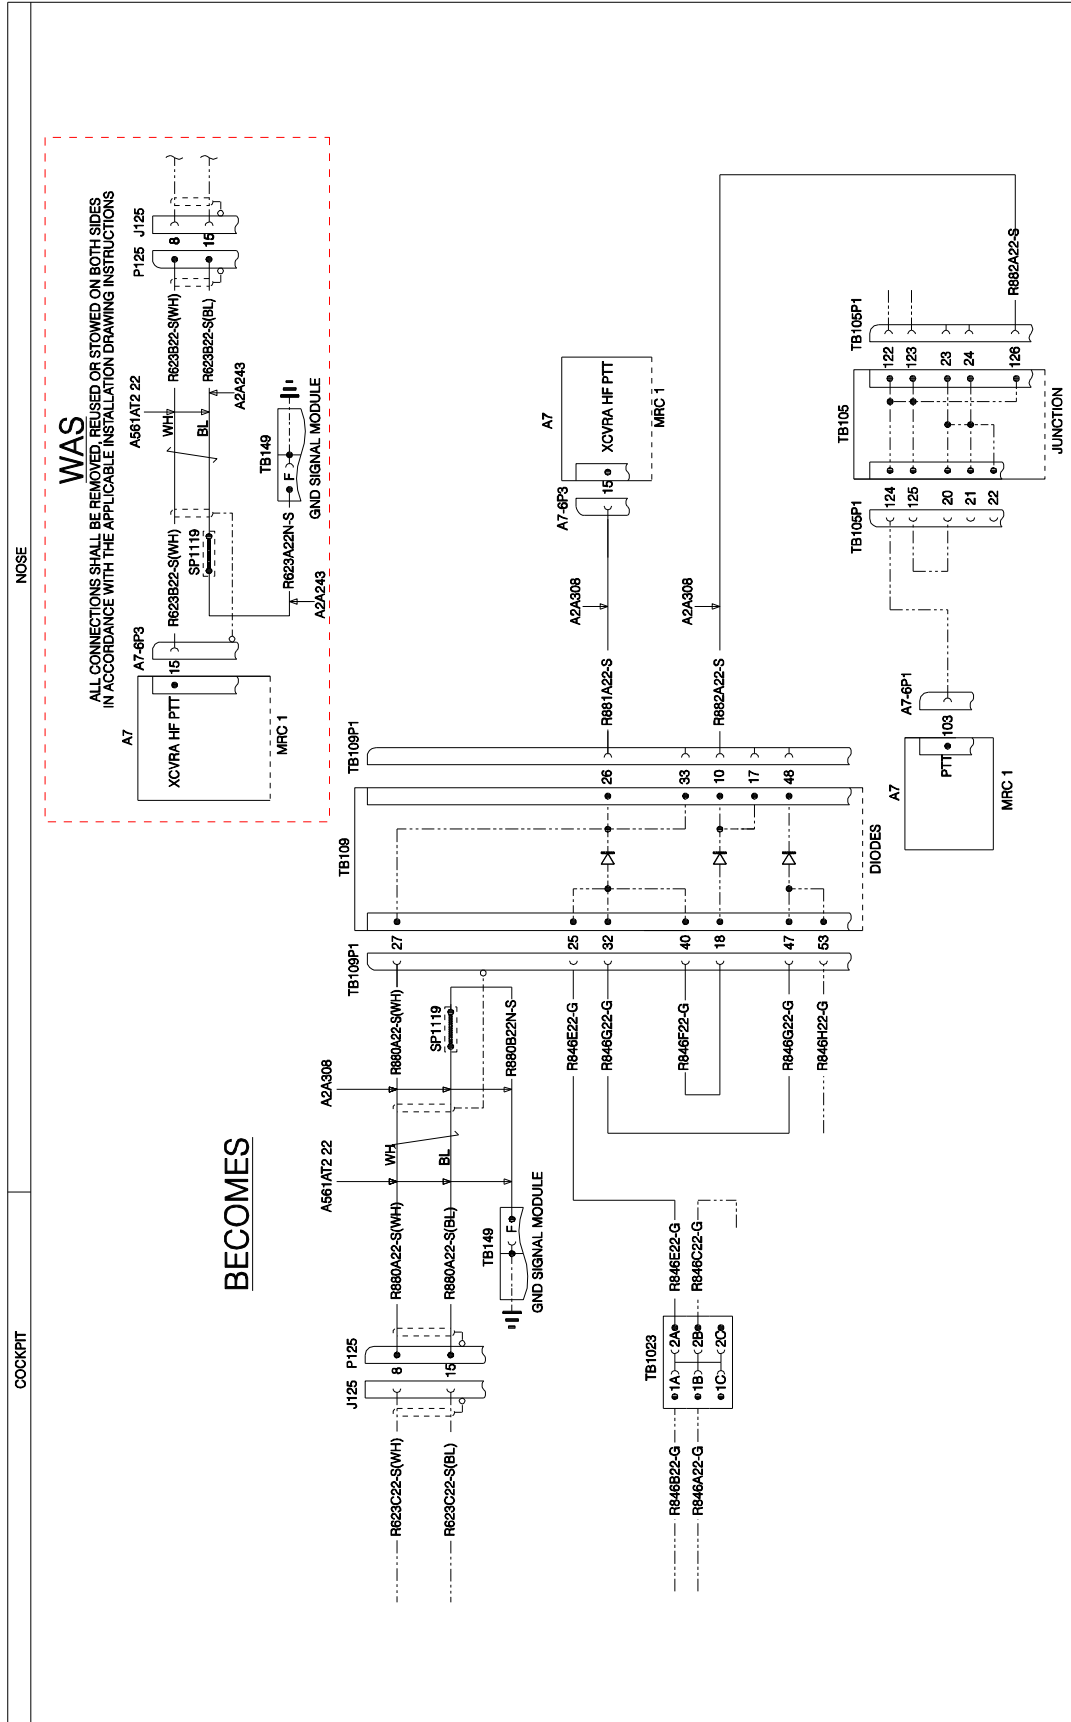 COCKPIT
NOSE
WAS
ALL CONNECTIONS SHALL BE REMOVED, REUSED OR STOWED ON BOTH SIDES
IN ACCORDANCE WITH THE APPLICABLE INSTALLATION DRAWING INSTRUCTIONS
A7
XCVRA HF PTT
MRC 1
A7-6P3
15
R623B22-S(WH)
SP1119
WH
BL
A561AT2 22
R623B22-S(WH)
R623B22-S(BL)
A2A243
P125
J125
8
15
A2A243
R623A22N-S
TB149
F
GND SIGNAL MODULE
BECOMES
R623C22-S(WH)
R623C22-S(BL)
J125
P125
8
15
R880A22-S(WH)
R880A22-S(BL)
A561AT2 22
WH
BL
A2A308
R880A22-S(WH)
SP1119
R880B22N-S
TB149
F
GND SIGNAL MODULE
TB109P1
27
25
32
40
18
47
53
TB109
DIODES
TB109P1
26
33
10
17
48
R846E22-G
R846G22-G
R846F22-G
R846G22-G
R846H22-G
R846B22-G
R846A22-G
TB1023
1A
2A
1B
2B
1C
2C
R846E22-G
R846C22-G
R881A22-S
A2A308
A7-6P3
15
A7
XCVRA HF PTT
MRC 1
R882A22-S
A2A308
R882A22-S
A7
PTT
103
MRC 1
A7-6P1
TB105P1
124
125
20
21
22
TB105
JUNCTION
TB105P1
122
123
23
24
126